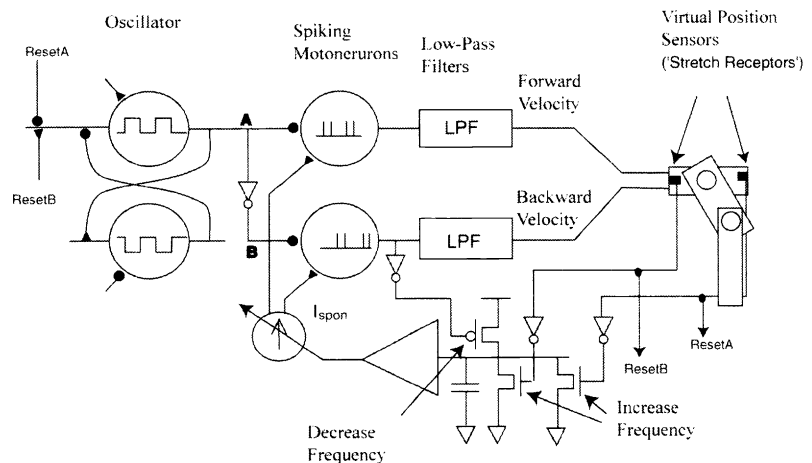 Oscillator
Spiking
Motonerurons
Low-Pass
Filters
Virtual Position
Sensors
('Stretch Receptors')
ResetA
ResetB
A
B
LPF
LPF
Forward
Velocity
Backward
Velocity
Ispon
ResetB
ResetA
Decrease
Frequency
Increase
Frequency